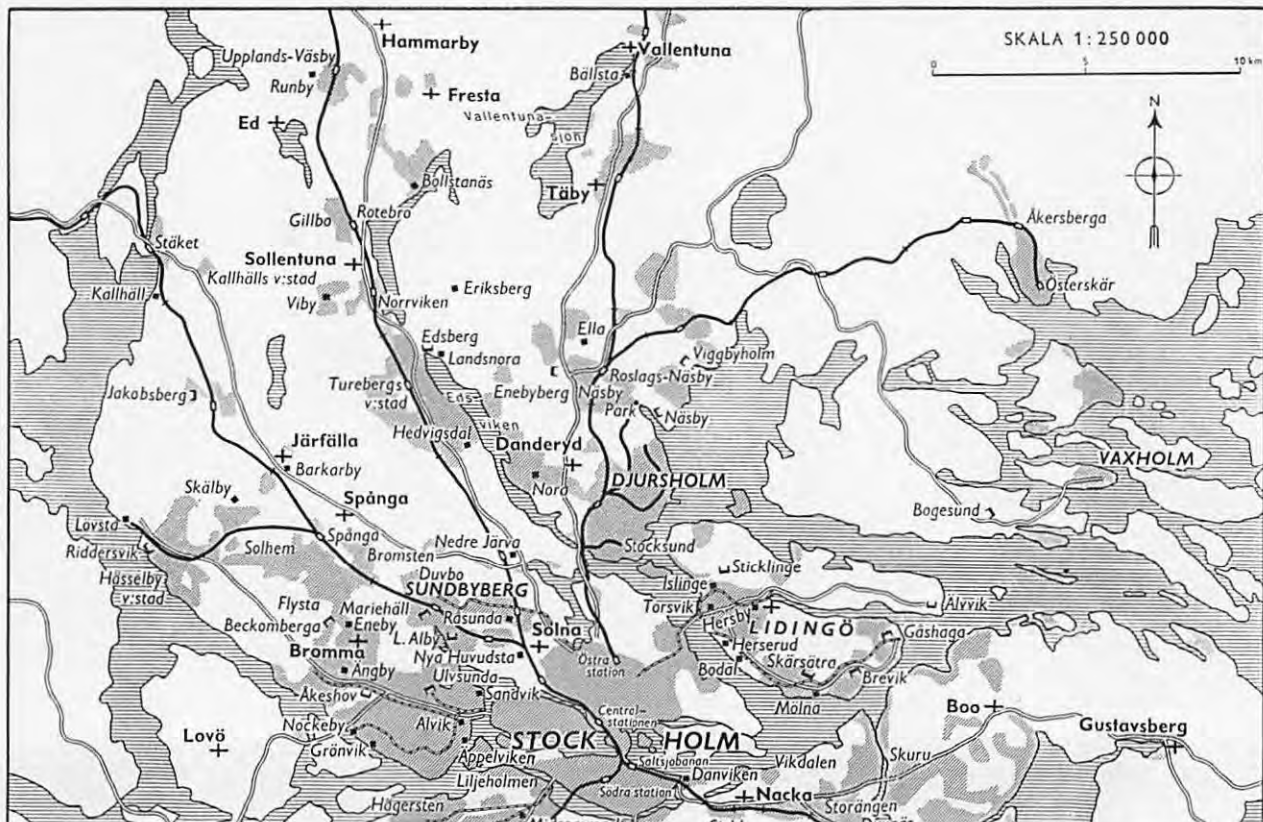 Hammarby
Vallentuna
SKALA 1:250 000
0 5 10 km
Upplands-Väsby
Runby
Bällsta
Fresta
Vallentuna-
sjön
N
Ed
Bollstanäs
Täby
Gillbo
Rotebro
Åkersberga
Stäket
Sollentuna
Kallhälls v:stad
Kallhäll
Viby
Norrviken
Eriksberg
Österskär
Edsberg
Landsnora
Ella
Viggbyholm
Enebyberg
Roslags-Näsby
Jakobsberg
Turebergs
v:stad
Eds-
viken
Näsby
Park
Näsby
Hedvigsdal
Danderyd
Järfälla
Barkarby
VAXHOLM
Skälby
Nora
DJURSHOLM
Spånga
Bogesund
Lövsta
Spånga
Riddersvik
Solhem
Bromsten
Nedre Järva
Stocksund
Hässelby
v:stad
Duvbo
SUNDBYBERG
Sticklinge
Islinge
Flysta
Mariehäll
Beckomberga
Eneby
Råsunda
Torsvik
Hersby
Älvvik
L. Alby
Solna
LIDINGÖ
Gåshaga
Bromma
Nya Huvudsta
Östra
station
Herserud
Bodal
Skärsätra
Ängby
Ulvsunda
Brevik
Åkeshov
Sandvik
Mölna
Nockeby
Alvik
Central-
stationen
Boo
Gustavsberg
Lovö
Grönvik
Äppelviken
STOCKHOLM
Skuru
Liljeholmen
Saltsjöbanan
Vikdalen
Danviken
Södra station
Nacka
Hägersten
Storängen